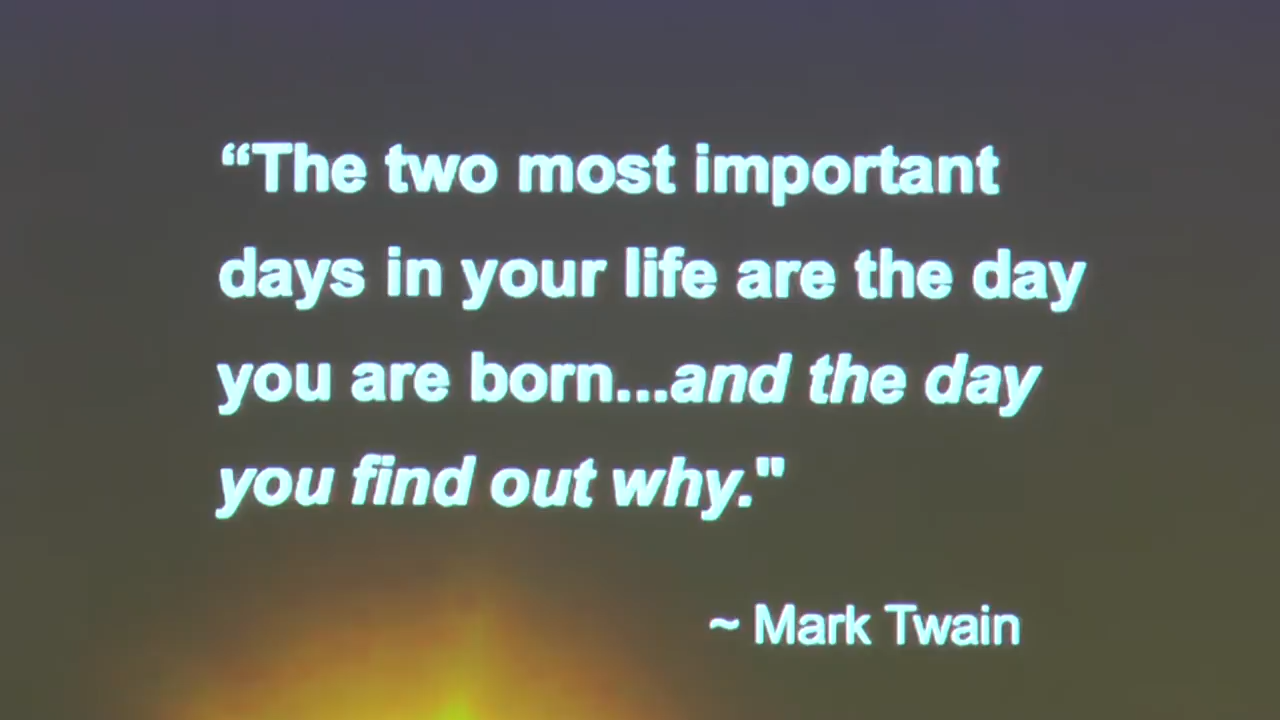 “The two most important
days in your life are the day
you are born...and the day
you find out why."
~ Mark Twain